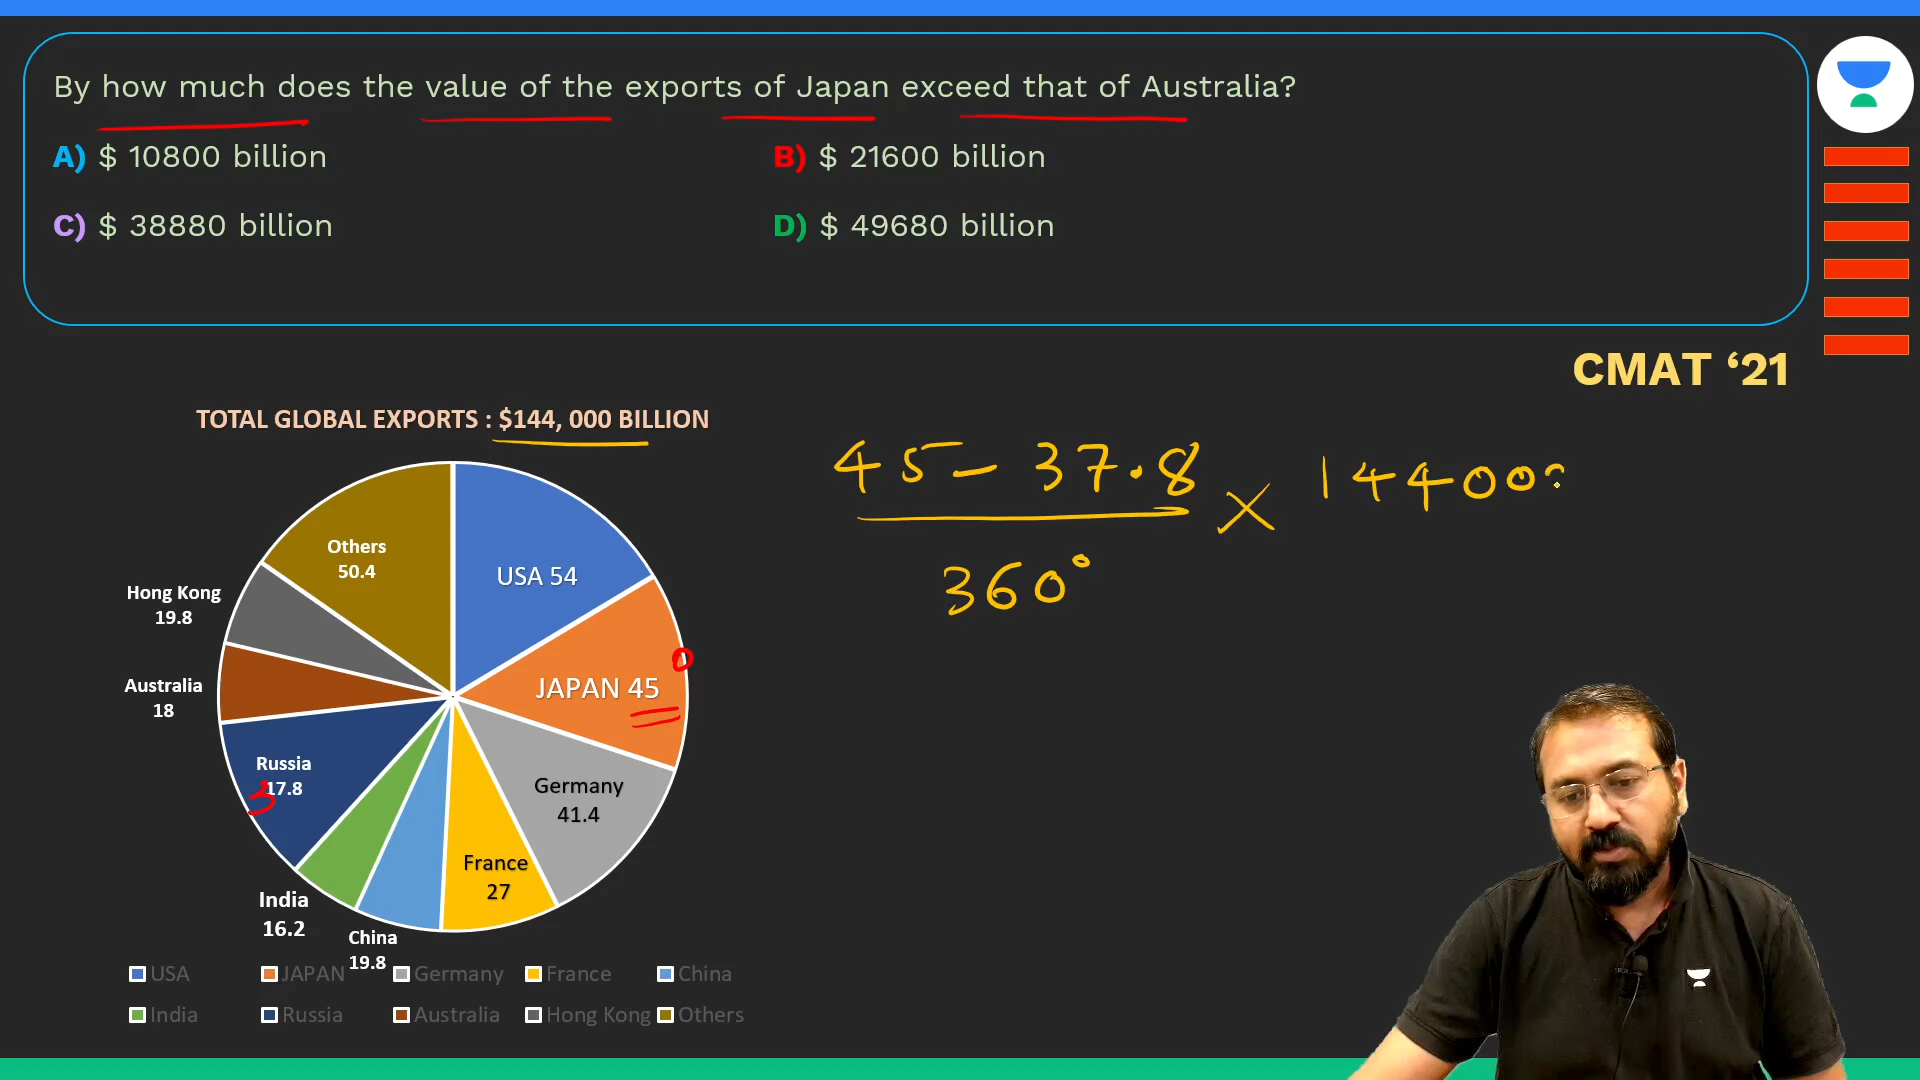 By how much does the value of the exports of Japan exceed that of Australia?
A) $ 10800 billion
B) $ 21600 billion
C) $ 38880 billion
D) $ 49680 billion
CMAT ‘21
TOTAL GLOBAL EXPORTS : $144, 000 BILLION
45 - 37.8
360°
× 144000
Others
50.4
USA 54
Hong Kong
19.8
JAPAN 45°
Australia
18
Russia
17.8
3
Germany
41.4
France
27
India
16.2
China
19.8
USA JAPAN Germany France China
India Russia Australia Hong Kong Others